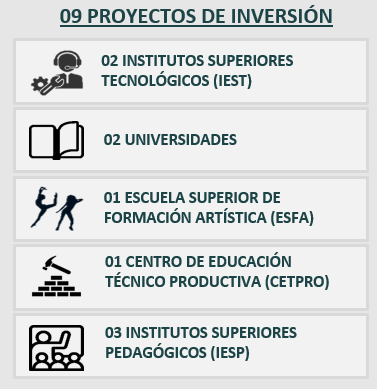 09 PROYECTOS DE INVERSIÓN
02 INSTITUTOS SUPERIORES
TECNOLÓGICOS (IEST)
02 UNIVERSIDADES
01 ESCUELA SUPERIOR DE
FORMACIÓN ARTÍSTICA (ESFA)
01 CENTRO DE EDUCACIÓN
TÉCNICO PRODUCTIVA (CETPRO)
03 INSTITUTOS SUPERIORES
PEDAGÓGICOS (IESP)